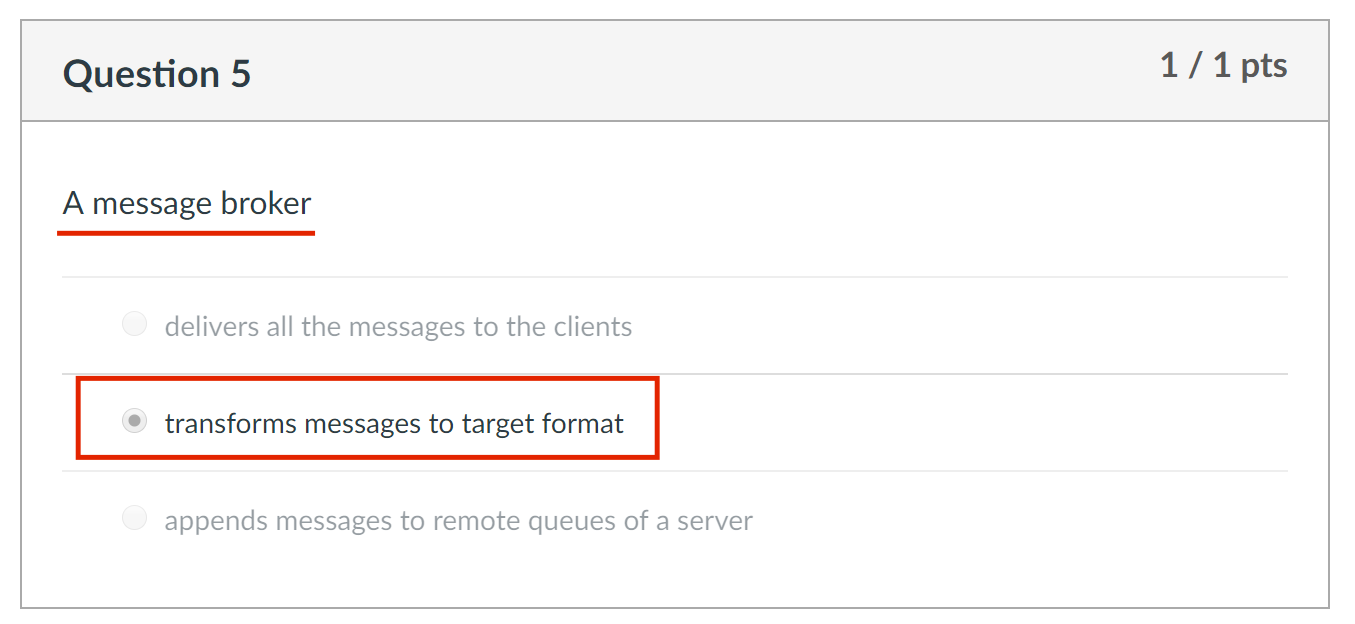 Question 5
1 / 1 pts
A message broker
delivers all the messages to the clients
transforms messages to target format
appends messages to remote queues of a server